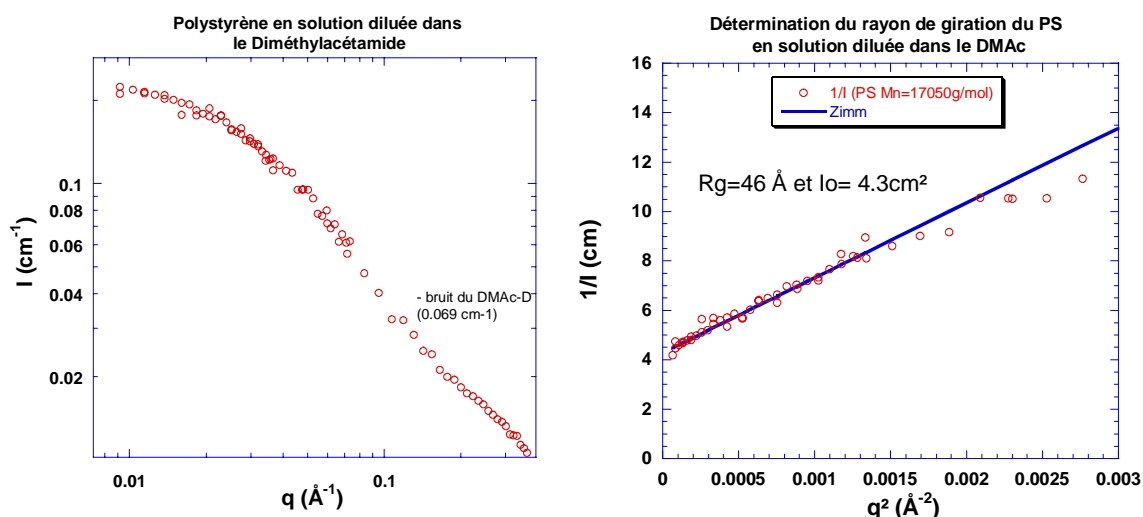 Polystyrène en solution diluée dans
le Diméthylacétamide
0.1
0.08
0.06
0.04
0.02
I (cm-1)
- bruit du DMAc-D
(0.069 cm-1)
0.01
0.1
q (Å-1)
Détermination du rayon de giration du PS
en solution diluée dans le DMAc
16
14
12
10
8
6
4
2
0
1/I (cm)
1/I (PS Mn=17050g/mol)
Zimm
Rg=46 Å et Io= 4.3cm²
0
0.0005
0.001
0.0015
0.002
0.0025
0.003
q² (Å-2)